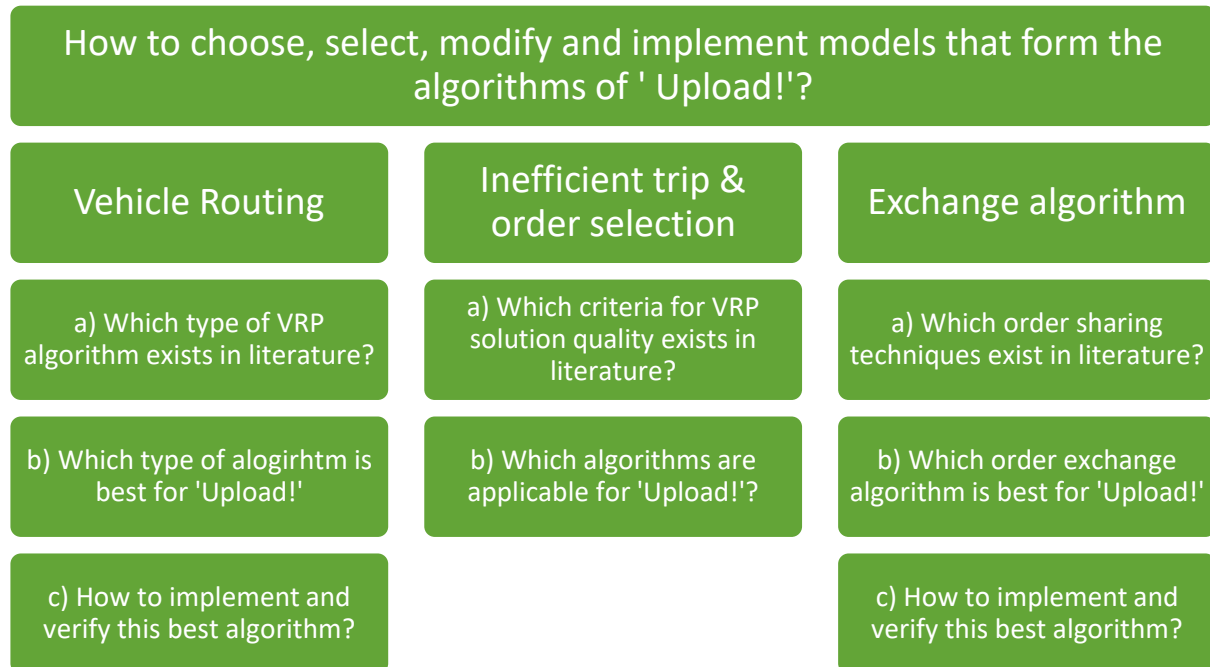 How to choose, select, modify and implement models that form the
algorithms of ' Upload!'?
Vehicle Routing
Inefficient trip &
order selection
Exchange algorithm
a) Which type of VRP
algorithm exists in literature?
a) Which criteria for VRP
solution quality exists in
literature?
a) Which order sharing
techniques exist in literature?
b) Which type of alogirhtm is
best for 'Upload!'
b) Which algorithms are
applicable for 'Upload!'?
b) Which order exchange
algorithm is best for 'Upload!'
c) How to implement and
verify this best algorithm?
c) How to implement and
verify this best algorithm?